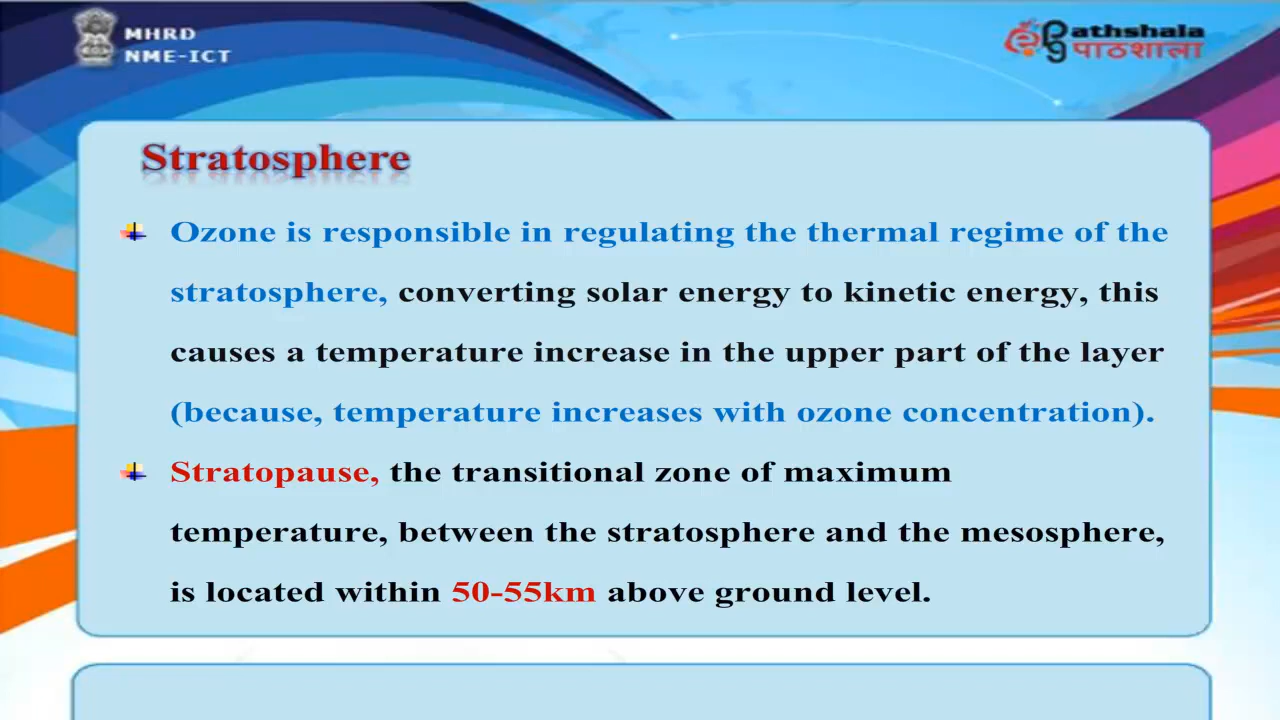 MHRD
NME-ICT
athshala
पाठशाला
Stratosphere
Ozone is responsible in regulating the thermal regime of the
stratosphere, converting solar energy to kinetic energy, this
causes a temperature increase in the upper part of the layer
(because, temperature increases with ozone concentration).
Stratopause, the transitional zone of maximum
temperature, between the stratosphere and the mesosphere,
is located within 50-55km above ground level.